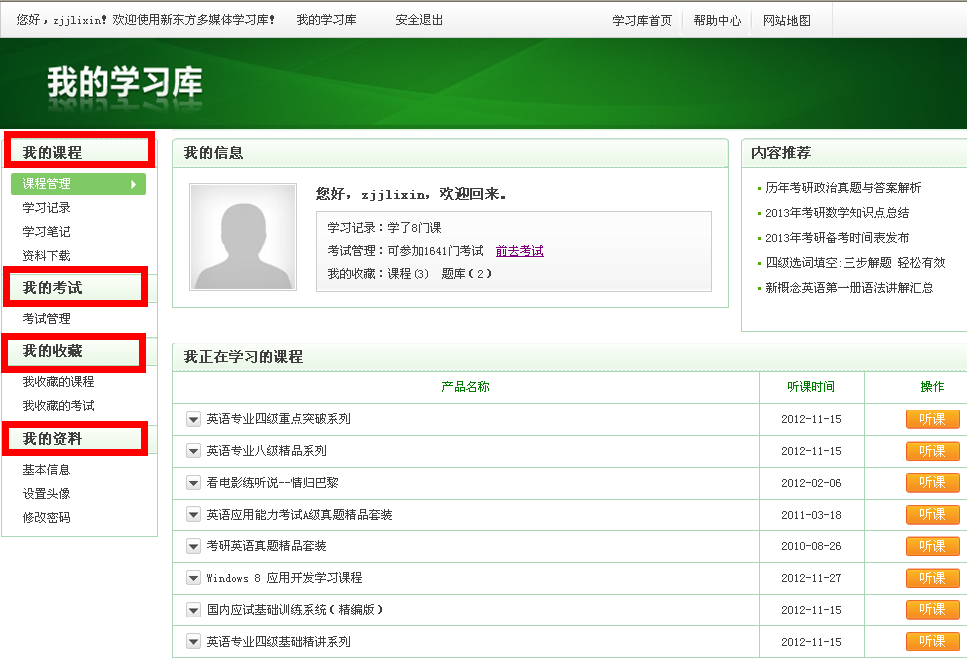 您好，zjjlixin！欢迎使用新东方多媒体学习库！ 我的学习库 安全退出 学习库首页 帮助中心 网站地图
我的学习库
我的课程
课程管理
学习记录
学习笔记
资料下载
我的考试
考试管理
我的收藏
我收藏的课程
我收藏的考试
我的资料
基本信息
设置头像
修改密码
我的信息
您好，zjjlixin，欢迎回来。
学习记录：学了8门课
考试管理：可参加1641门考试 前去考试
我的收藏：课程(3) 题库(2)
内容推荐
历年考研政治真题与答案解析
2013年考研数学知识点总结
2013年考研备考时间表发布
四级选词填空:三步解题 轻松有效
新概念英语第一册语法讲解汇总
我正在学习的课程
产品名称 听课时间 操作
英语专业四级重点突破系列 2012-11-15 听课
英语专业八级精品系列 2012-11-15 听课
看电影练听说--情归巴黎 2012-02-06 听课
英语应用能力考试A级真题精品套装 2011-03-18 听课
考研英语真题精品套装 2010-08-26 听课
Windows 8 应用开发学习课程 2012-11-27 听课
国内应试基础训练系统(精编版) 2012-11-15 听课
英语专业四级基础精讲系列 2012-11-15 听课